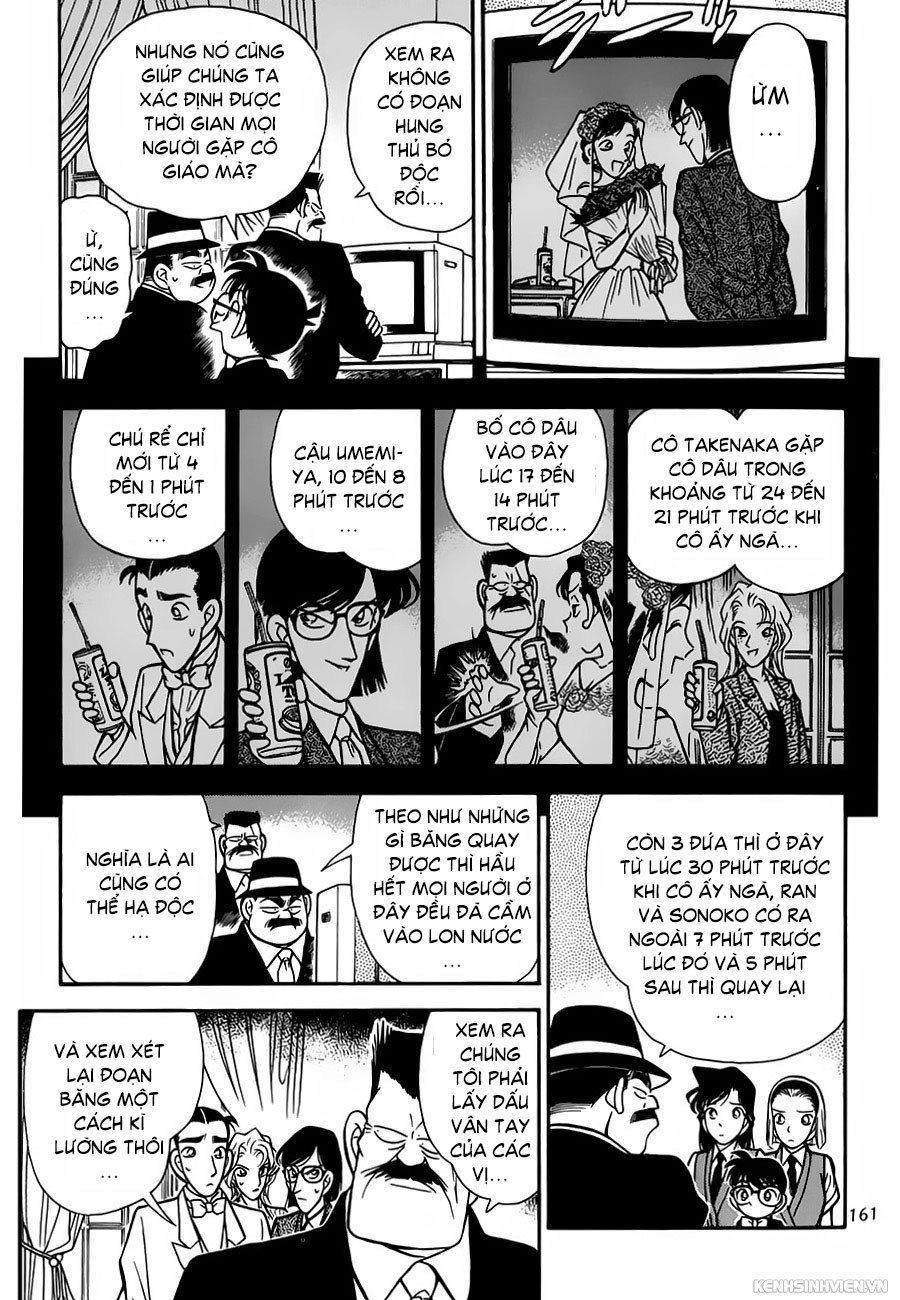 ỪM
...
XEM RA
KHÔNG
CÓ ĐOẠN
HUNG
THỦ BỎ
ĐỘC
RỒI...
NHƯNG NÓ CŨNG
GIÚP CHÚNG TA
XÁC ĐỊNH ĐƯỢC
THỜI GIAN MỌI
NGƯỜI GẶP CÔ
GIÁO MÀ?
Ừ,
CŨNG
ĐÚNG
...
CÔ TAKENAKA GẶP
CÔ DÂU TRONG
KHOẢNG TỪ 24 ĐẾN
21 PHÚT TRƯỚC KHI
CÔ ẤY NGÃ...
BỐ CÔ DÂU
VÀO ĐÂY
LÚC 17 ĐẾN
14 PHÚT
TRƯỚC...
CẬU UMEMI-
YA, 10 ĐẾN 8
PHÚT TRƯỚC
...
CHÚ RỂ CHỈ
MỚI TỪ 4
ĐẾN 1 PHÚT
TRƯỚC
...
CÒN 3 ĐỨA THÌ Ở ĐÂY
TỪ LÚC 30 PHÚT TRƯỚC
KHI CÔ ẤY NGÃ, RAN
VÀ SONOKO CÓ RA
NGOÀI 7 PHÚT TRƯỚC
LÚC ĐÓ VÀ 5 PHÚT
SAU THÌ QUAY LẠI
...
THEO NHƯ NHỮNG
GÌ BĂNG QUAY
ĐƯỢC THÌ HẦU
HẾT MỌI NGƯỜI Ở
ĐÂY ĐỀU ĐÃ CẦM
VÀO LON NƯỚC
...
NGHĨA LÀ AI
CŨNG CÓ
THỂ HẠ ĐỘC
...
XEM RA
CHÚNG
TÔI PHẢI
LẤY DẤU
VÂN TAY
CỦA CÁC
VỊ...
VÀ XEM XÉT
LẠI ĐOẠN
BĂNG MỘT
CÁCH KĨ
LƯỠNG THÔI
...
161
KENHSINHVIEN.VN